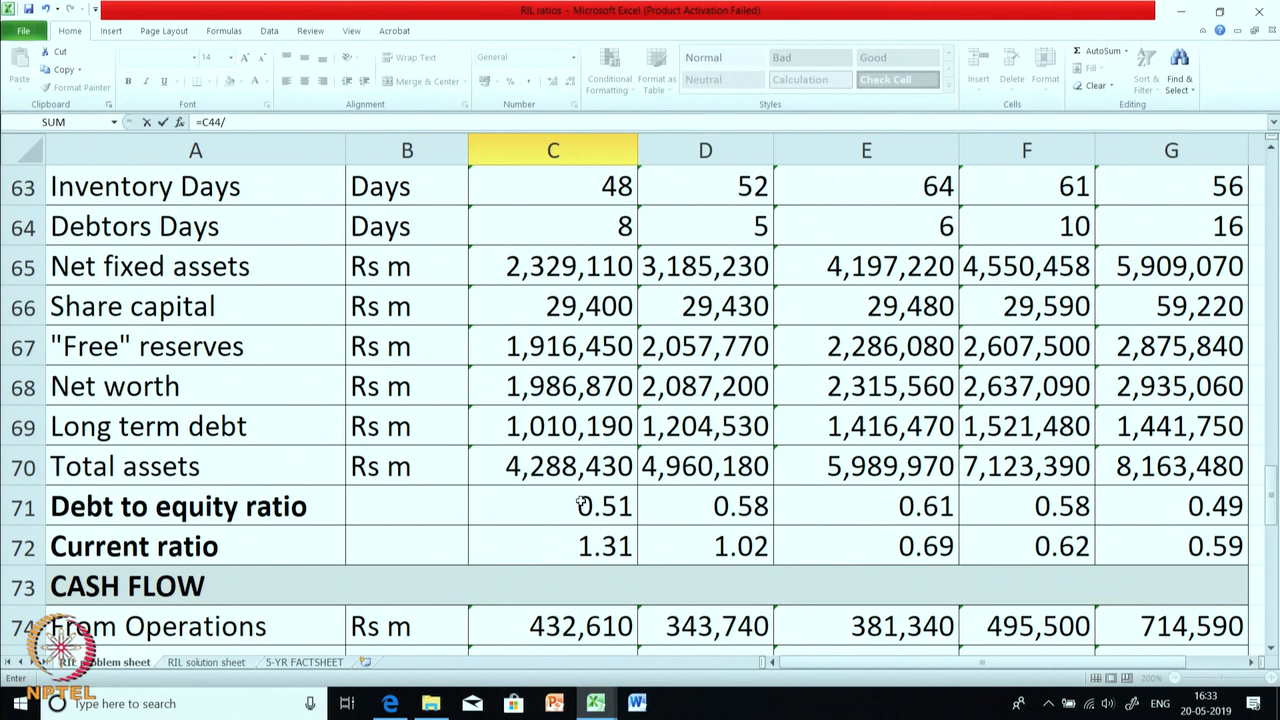 RIL ratios - Microsoft Excel (Product Activation Failed)
File Home Insert Page Layout Formulas Data Review View Acrobat
Paste
Cut
Copy
Format Painter
Clipboard
14
B I U
Font
Wrap Text
Merge & Center
Alignment
General
Number
Conditional Formatting
Format as Table
Normal Bad Good
Neutral Calculation Check Cell
Styles
Insert Delete Format
Cells
AutoSum
Fill
Clear
Sort & Filter
Find & Select
Editing
SUM =C44/
A B C D E F G
63 Inventory Days Days 48 52 64 61 56
64 Debtors Days Days 8 5 6 10 16
65 Net fixed assets Rs m 2,329,110 3,185,230 4,197,220 4,550,458 5,909,070
66 Share capital Rs m 29,400 29,430 29,480 29,590 59,220
67 "Free" reserves Rs m 1,916,450 2,057,770 2,286,080 2,607,500 2,875,840
68 Net worth Rs m 1,986,870 2,087,200 2,315,560 2,637,090 2,935,060
69 Long term debt Rs m 1,010,190 1,204,530 1,416,470 1,521,480 1,441,750
70 Total assets Rs m 4,288,430 4,960,180 5,989,970 7,123,390 8,163,480
71 Debt to equity ratio 0.51 0.58 0.61 0.58 0.49
72 Current ratio 1.31 1.02 0.69 0.62 0.59
73 CASH FLOW
74 From Operations Rs m 432,610 343,740 381,340 495,500 714,590
RIL problem sheet RIL solution sheet 5-YR FACTSHEET
Enter 200%
NPTEL
Type here to search
ENG
16:33
20-05-2019